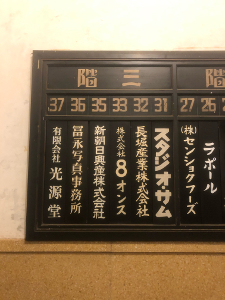 三階
31
スタジオ・サム
32
長堀産業株式会社
33
株式会社8オンス
35
新朝日興産株式会社
36
冨永写真事務所
37
有限会社 光源堂
階
26
ラポール
27
(株)センショクフーズ